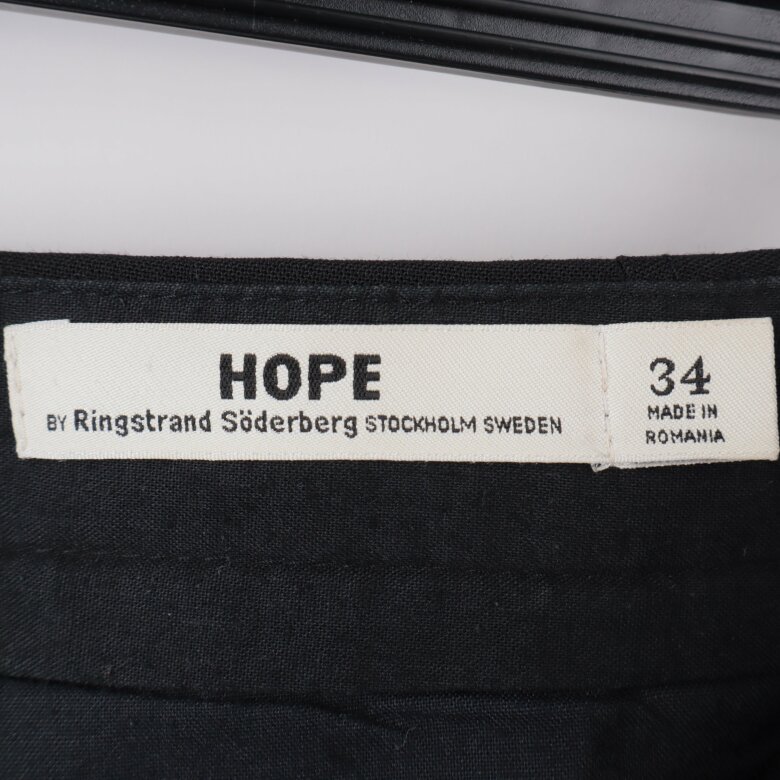 HOPE
BY Ringstrand Söderberg STOCKHOLM SWEDEN
34
MADE IN
ROMANIA